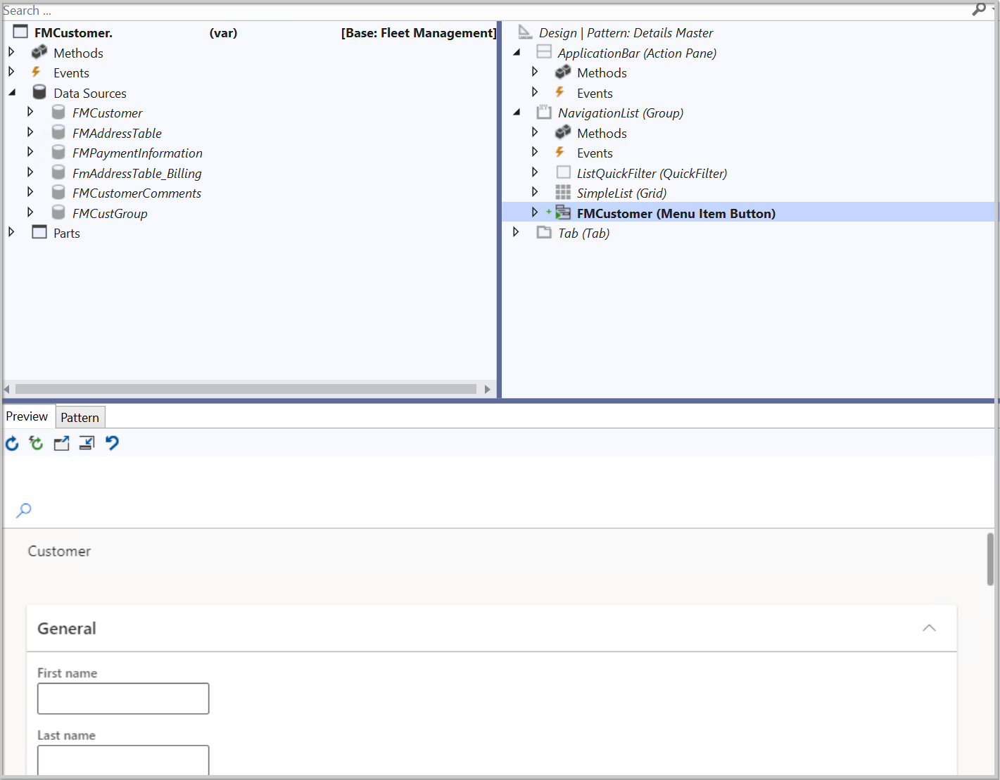 Search ...
FMCustomer. (var) [Base: Fleet Management]
Methods
Events
Data Sources
FMCustomer
FMAddressTable
FMPaymentInformation
FmAddressTable_Billing
FMCustomerComments
FMCustGroup
Parts
Design | Pattern: Details Master
ApplicationBar (Action Pane)
Methods
Events
NavigationList (Group)
Methods
Events
ListQuickFilter (QuickFilter)
SimpleList (Grid)
FMCustomer (Menu Item Button)
Tab (Tab)
Preview Pattern
Customer
General
First name
Last name